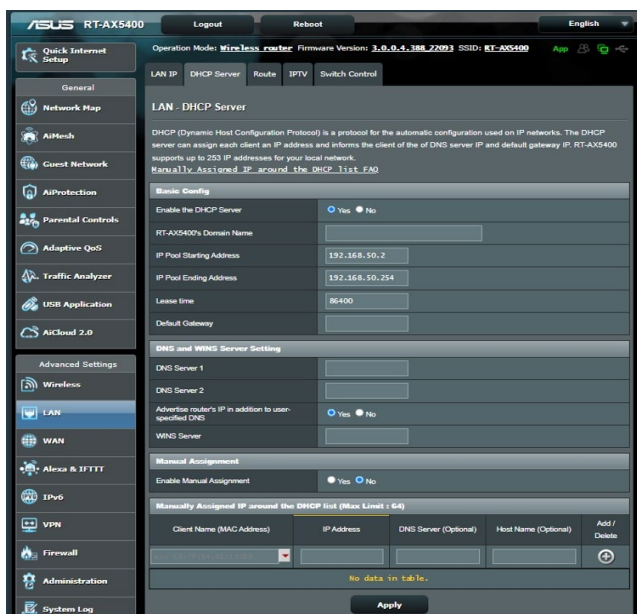 ASUS RT-AX5400
Logout
Reboot
English
Quick Internet Setup
Operation Mode: Wireless router Firmware Version: 3.0.0.4.388_22093 SSID: RT-AX5400
App
General
Network Map
AiMesh
Guest Network
AiProtection
Parental Controls
Adaptive QoS
Traffic Analyzer
USB Application
AiCloud 2.0
Advanced Settings
Wireless
LAN
WAN
Alexa & IFTTT
IPv6
VPN
Firewall
Administration
System Log
LAN IP
DHCP Server
Route
IPTV
Switch Control
LAN - DHCP Server
DHCP (Dynamic Host Configuration Protocol) is a protocol for the automatic configuration used on IP networks. The DHCP
server can assign each client an IP address and informs the client of the of DNS server IP and default gateway IP. RT-AX5400
supports up to 253 IP addresses for your local network.
Manually Assigned IP around the DHCP list FAQ
Basic Config
Enable the DHCP Server Yes No
RT-AX5400's Domain Name
IP Pool Starting Address 192.168.50.2
IP Pool Ending Address 192.168.50.254
Lease time 86400
Default Gateway
DNS and WINS Server Setting
DNS Server 1
DNS Server 2
Advertise router's IP in addition to user-
specified DNS Yes No
WINS Server
Manual Assignment
Enable Manual Assignment Yes No
Manually Assigned IP around the DHCP list (Max Limit : 64)
Client Name (MAC Address)
IP Address
DNS Server (Optional)
Host Name (Optional)
Add /
Delete
No data in table.
Apply